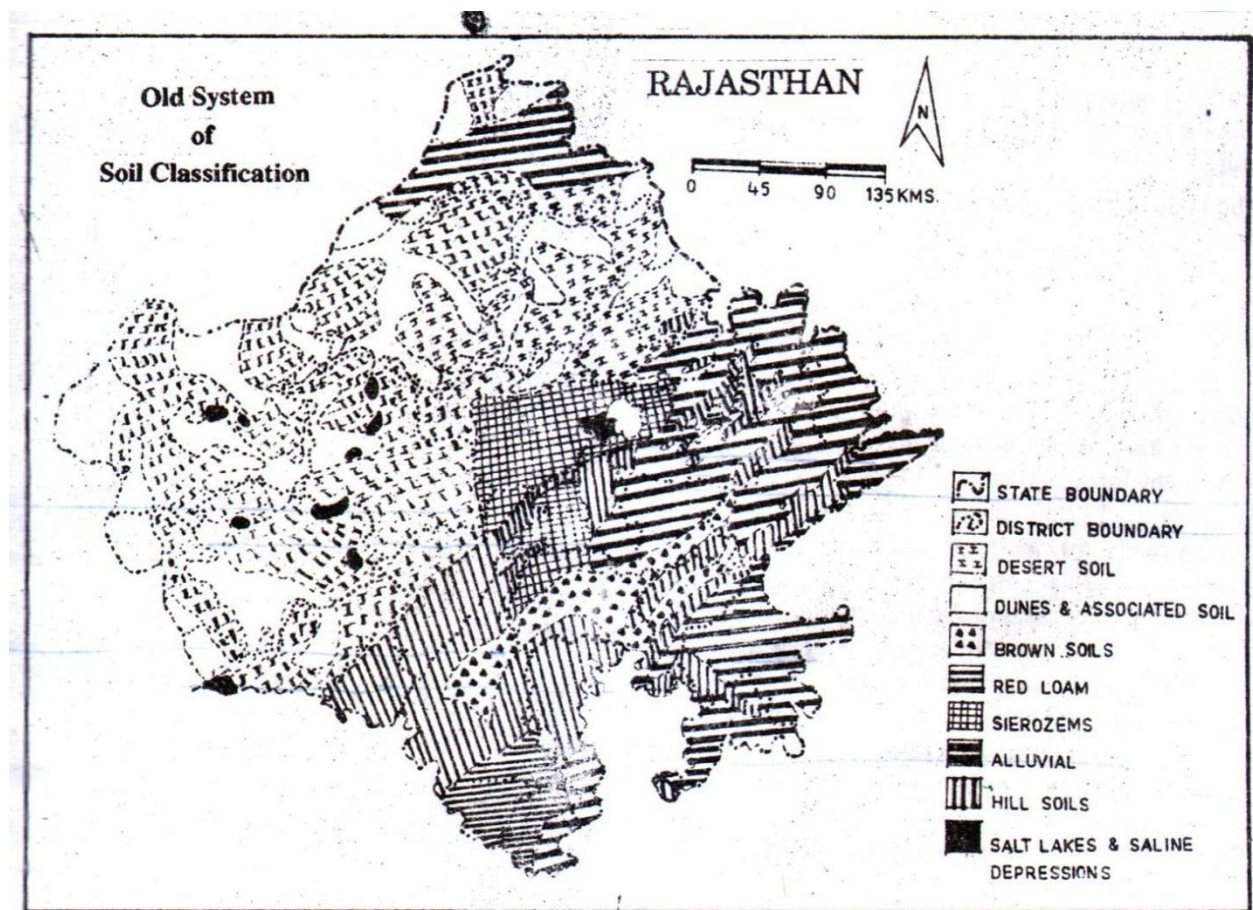 Old System
of
Soil Classification
RAJASTHAN
N
0 45 90 135 KMS.
STATE BOUNDARY
DISTRICT BOUNDARY
DESERT SOIL
DUNES & ASSOCIATED SOIL
BROWN SOILS
RED LOAM
SIEROZEMS
ALLUVIAL
HILL SOILS
SALT LAKES & SALINE
DEPRESSIONS